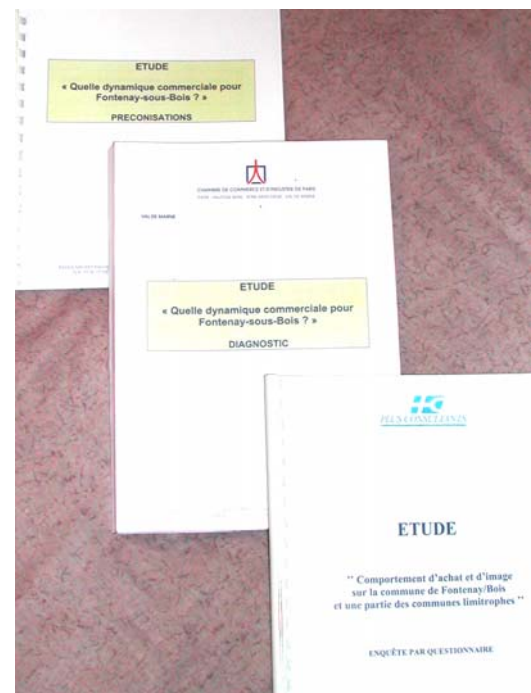 ETUDE
« Quelle dynamique commerciale pour
Fontenay-sous-Bois ? »
PRECONISATIONS
CHAMBRE DE COMMERCE ET D'INDUSTRIE DE PARIS
VAL DE MARNE
ETUDE
« Quelle dynamique commerciale pour
Fontenay-sous-Bois ? »
DIAGNOSTIC
PLUS CONSULTANTS
ETUDE
" Comportement d'achat et d'image
sur la commune de Fontenay/Bois
et une partie des communes limitrophes "
ENQUÊTE PAR QUESTIONNAIRE